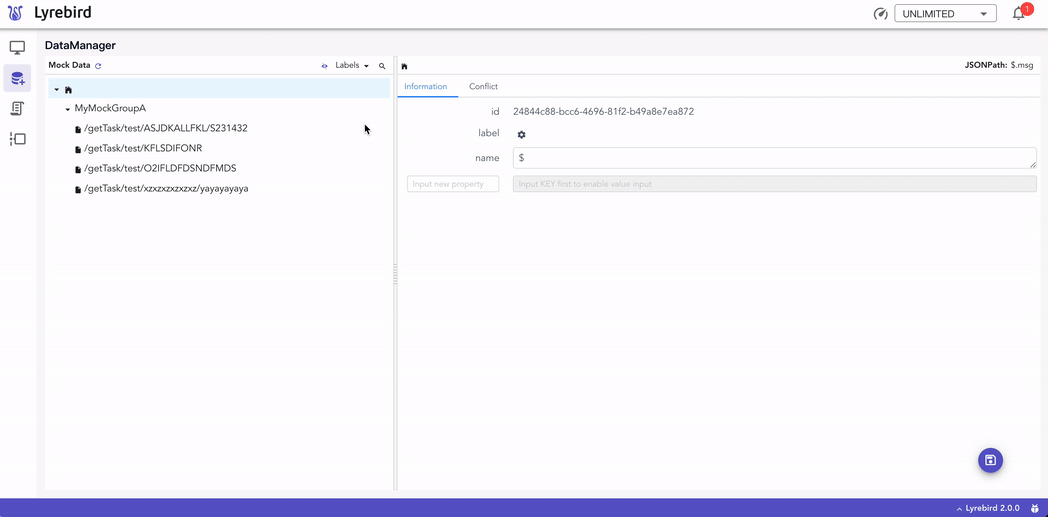 Lyrebird
UNLIMITED
1
DataManager
Mock Data
Labels
JSONPath: $.msg
Information
Conflict
MyMockGroupA
id
24844c88-bcc6-4696-81f2-b49a8e7ea872
/getTask/test/ASJDKALLFKL/S231432
label
/getTask/test/KFLSDIFONR
name
$
/getTask/test/O2IFLDFDSNDFMDS
/getTask/test/xzxzxzxzxzxz/yayayayaya
Input new property
Input KEY first to enable value input
Lyrebird 2.0.0